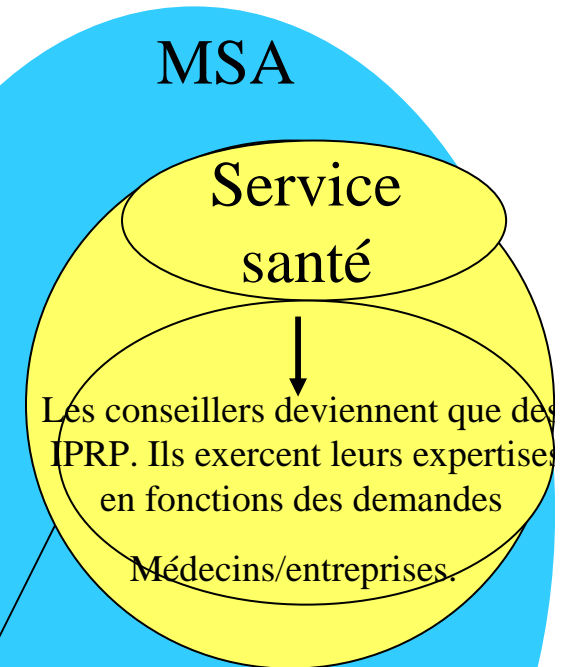 MSA
Service
santé
Les conseillers deviennent que des
IPRP. Ils exercent leurs expertises
en fonctions des demandes
Médecins/entreprises.